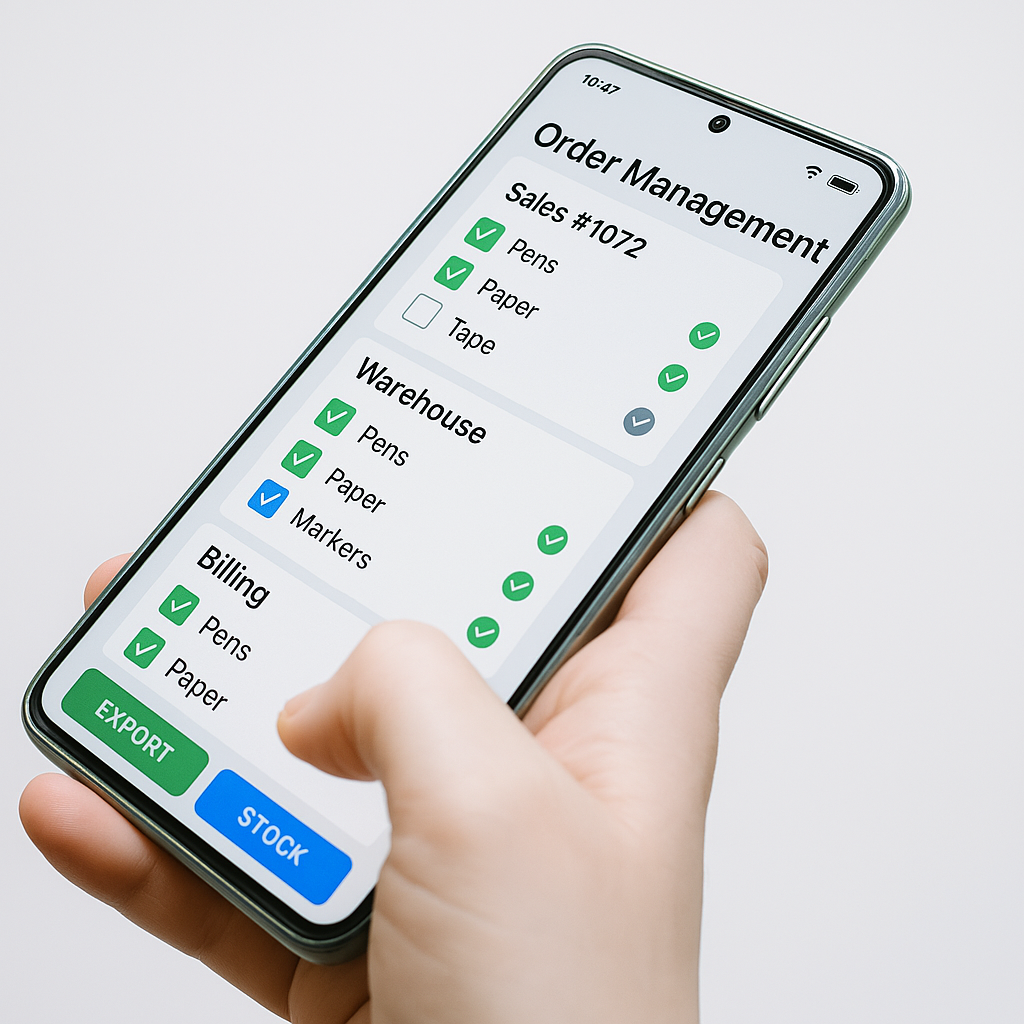 10:47
Order Management
Sales #1072
Pens
Paper
Tape
Warehouse
Pens
Paper
Markers
Billing
Pens
Paper
EXPORT
STOCK